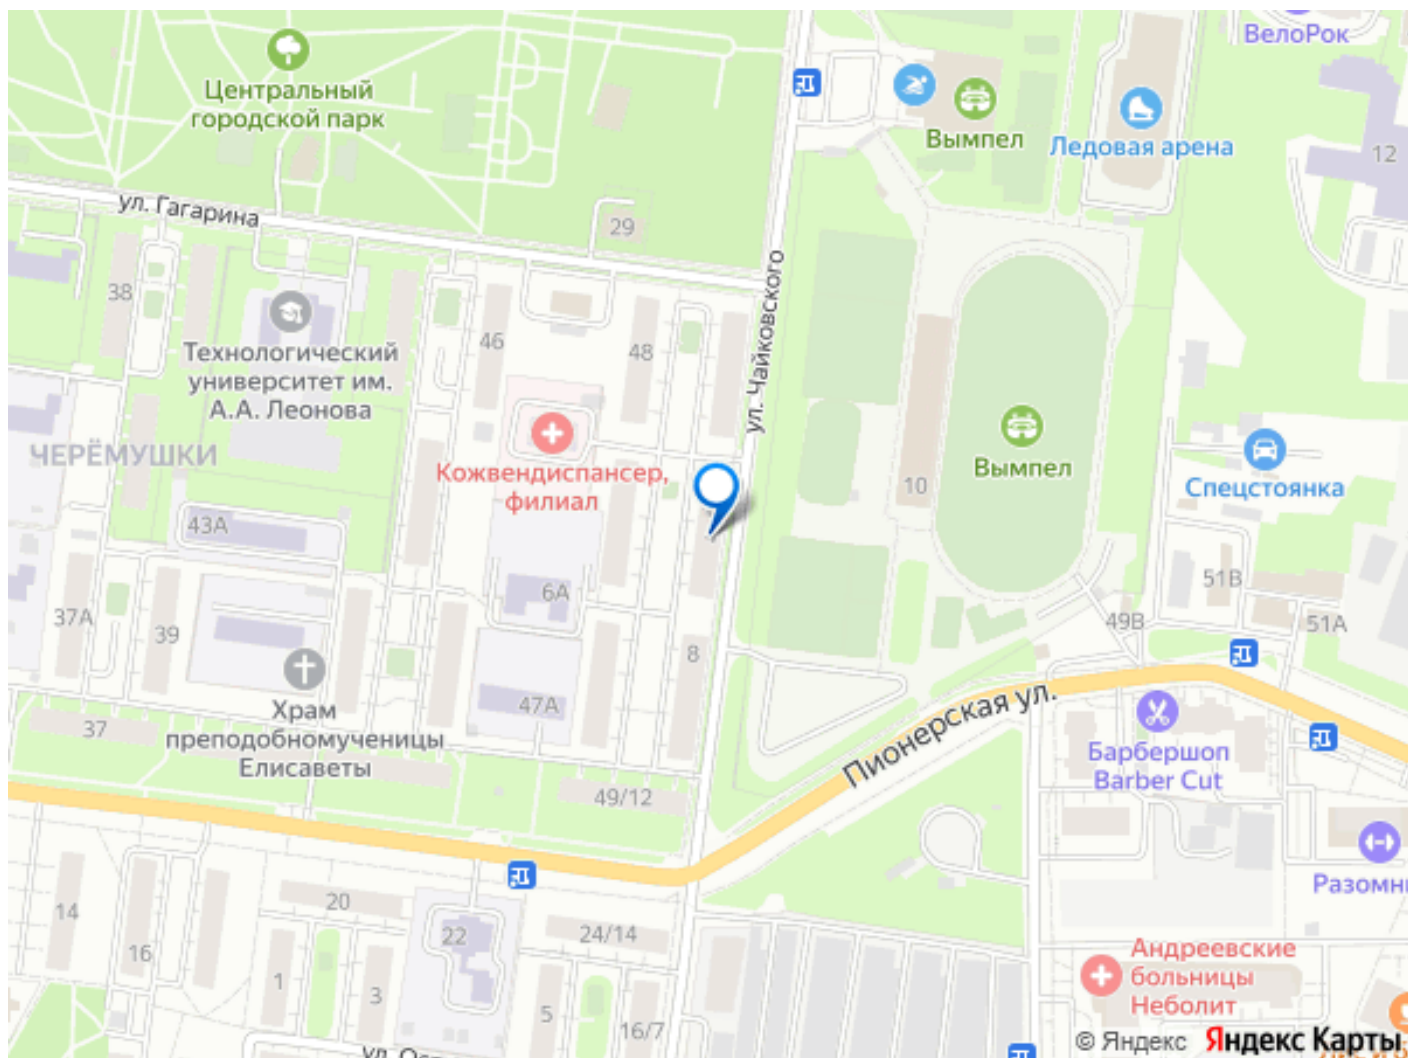 ВелоРок
Центральный
городской парк
Вымпел
Ледовая арена
12
ул. Гагарина
29
38
ул. Чайковского
46
48
Технологический
университет им.
А.А. Леонова
ЧЕРЁМУШКИ
Кожвендиспансер,
филиал
Вымпел
10
Спецстоянка
43А
6А
51В
37А
39
49В
51А
8
47А
Храм
преподобномученицы
Елисаветы
37
Пионерская ул.
Барбершоп
Barber Cut
49/12
Разомн
14
20
16
22
24/14
1
3
5
16/7
Андреевские
больницы
Неболит
© Яндекс Яндекс Карты